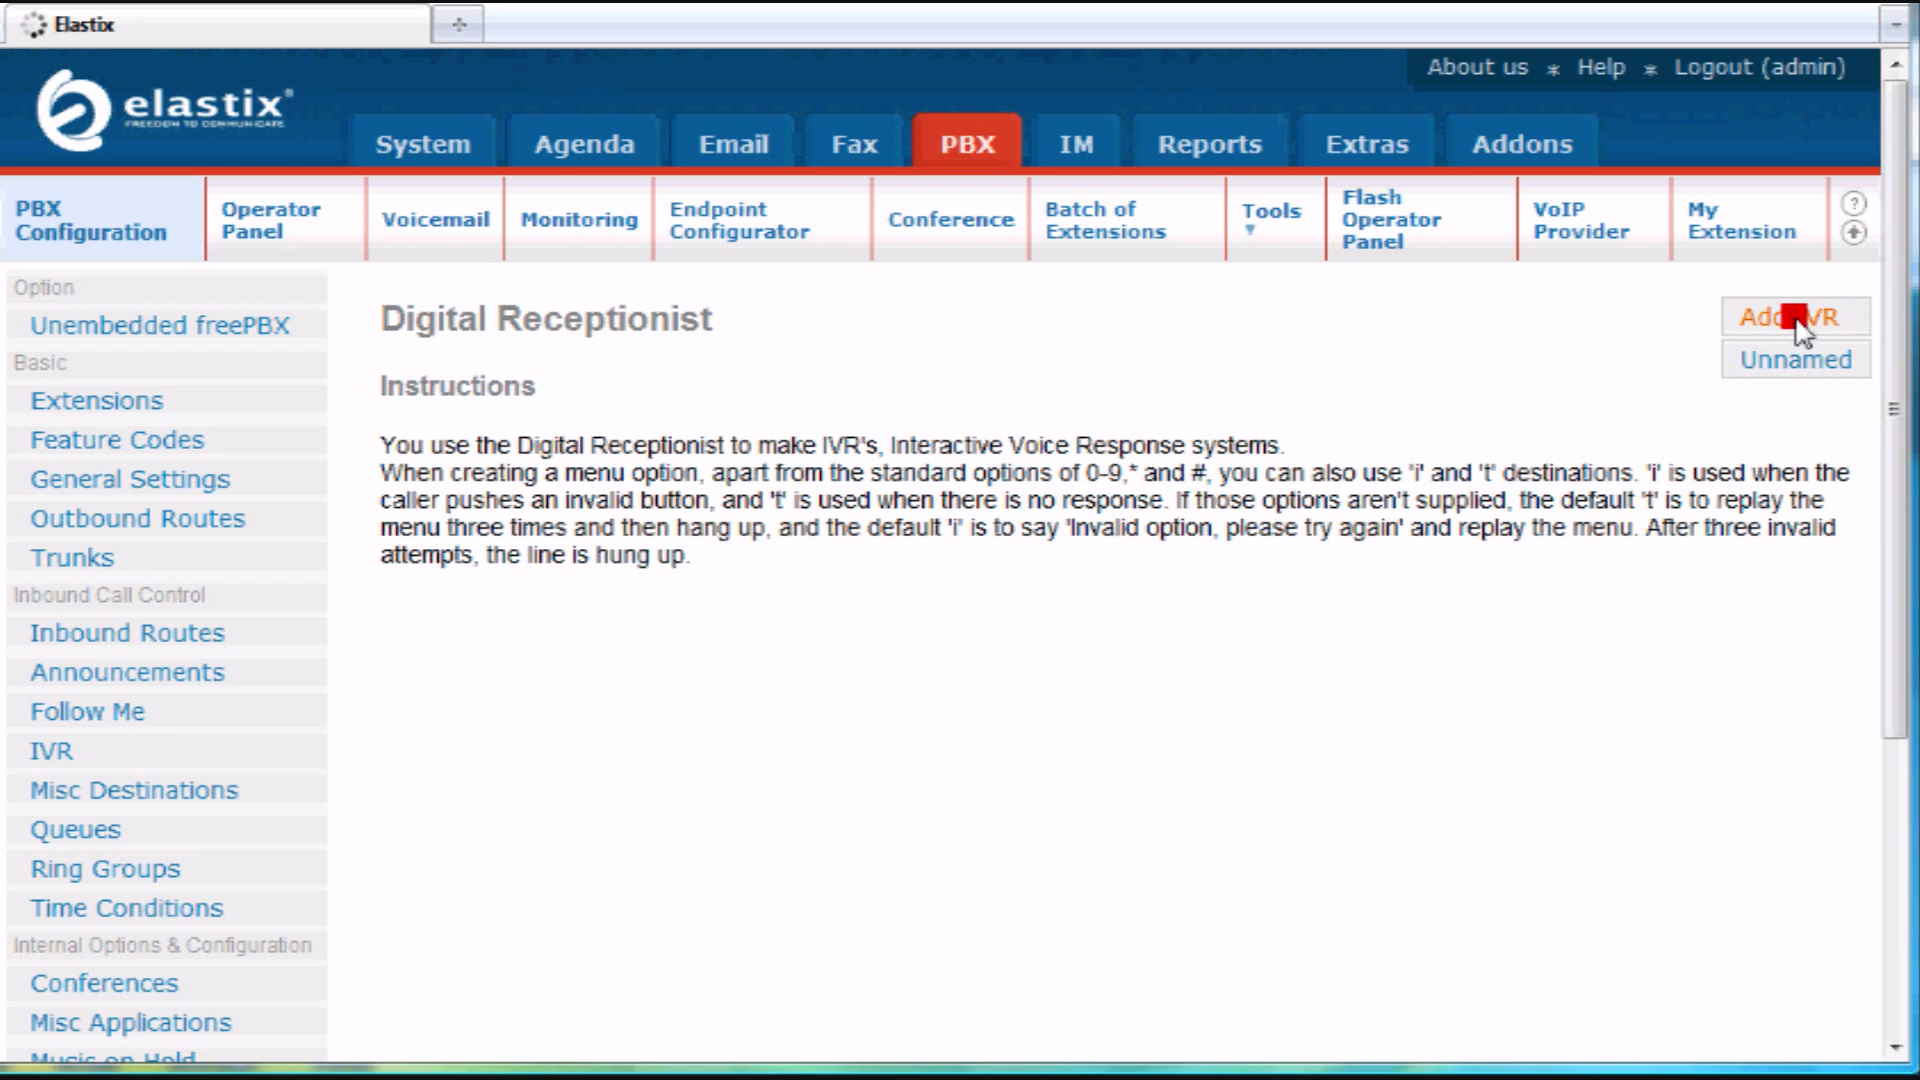 Elastix
About us * Help * Logout (admin)
elastix
FREEDOM TO COMMUNICATE
System Agenda Email Fax PBX IM Reports Extras Addons
PBX Configuration
Operator Panel
Voicemail
Monitoring
Endpoint Configurator
Conference
Batch of Extensions
Tools
Flash Operator Panel
VoIP Provider
My Extension
Option
Unembedded freePBX
Basic
Extensions
Feature Codes
General Settings
Outbound Routes
Trunks
Inbound Call Control
Inbound Routes
Announcements
Follow Me
IVR
Misc Destinations
Queues
Ring Groups
Time Conditions
Internal Options & Configuration
Conferences
Misc Applications
Music on Hold
Digital Receptionist
Add IVR
Unnamed
Instructions
You use the Digital Receptionist to make IVR's, Interactive Voice Response systems.
When creating a menu option, apart from the standard options of 0-9,* and #, you can also use 'i' and 't' destinations. 'i' is used when the
caller pushes an invalid button, and 't' is used when there is no response. If those options aren't supplied, the default 't' is to replay the
menu three times and then hang up, and the default 'i' is to say 'Invalid option, please try again' and replay the menu. After three invalid
attempts, the line is hung up.